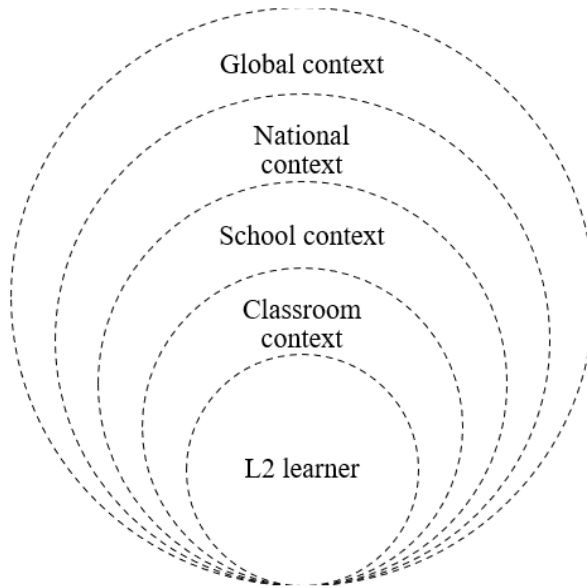 Global context
National
context
School context
Classroom
context
L2 learner